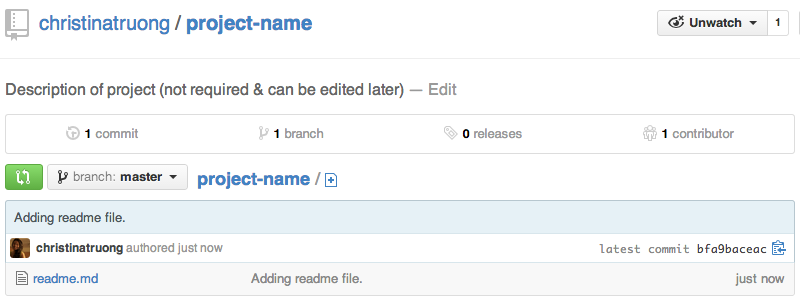 christinatruong / project-name
Unwatch 1
Description of project (not required & can be edited later) — Edit
1 commit 1 branch 0 releases 1 contributor
branch: master project-name /
Adding readme file.
christinatruong authored just now latest commit bfa9baceac
readme.md Adding readme file. just now